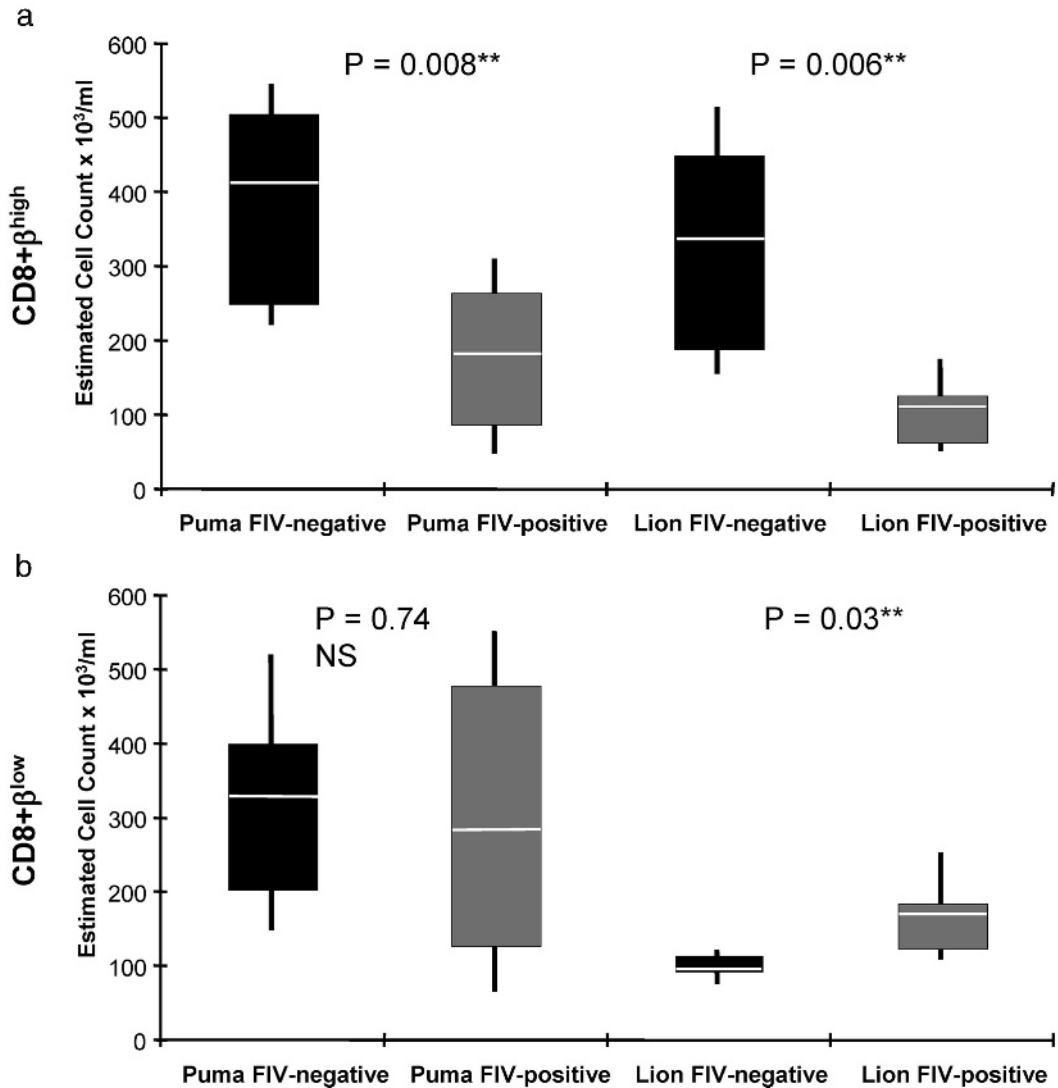 a
CD8+β^high
Estimated Cell Count x 10³/ml
600
500
400
300
200
100
0
P = 0.008**
P = 0.006**
Puma FIV-negative Puma FIV-positive Lion FIV-negative Lion FIV-positive
b
CD8+β^low
Estimated Cell Count x 10³/ml
600
500
400
300
200
100
0
P = 0.74
NS
P = 0.03**
Puma FIV-negative Puma FIV-positive Lion FIV-negative Lion FIV-positive